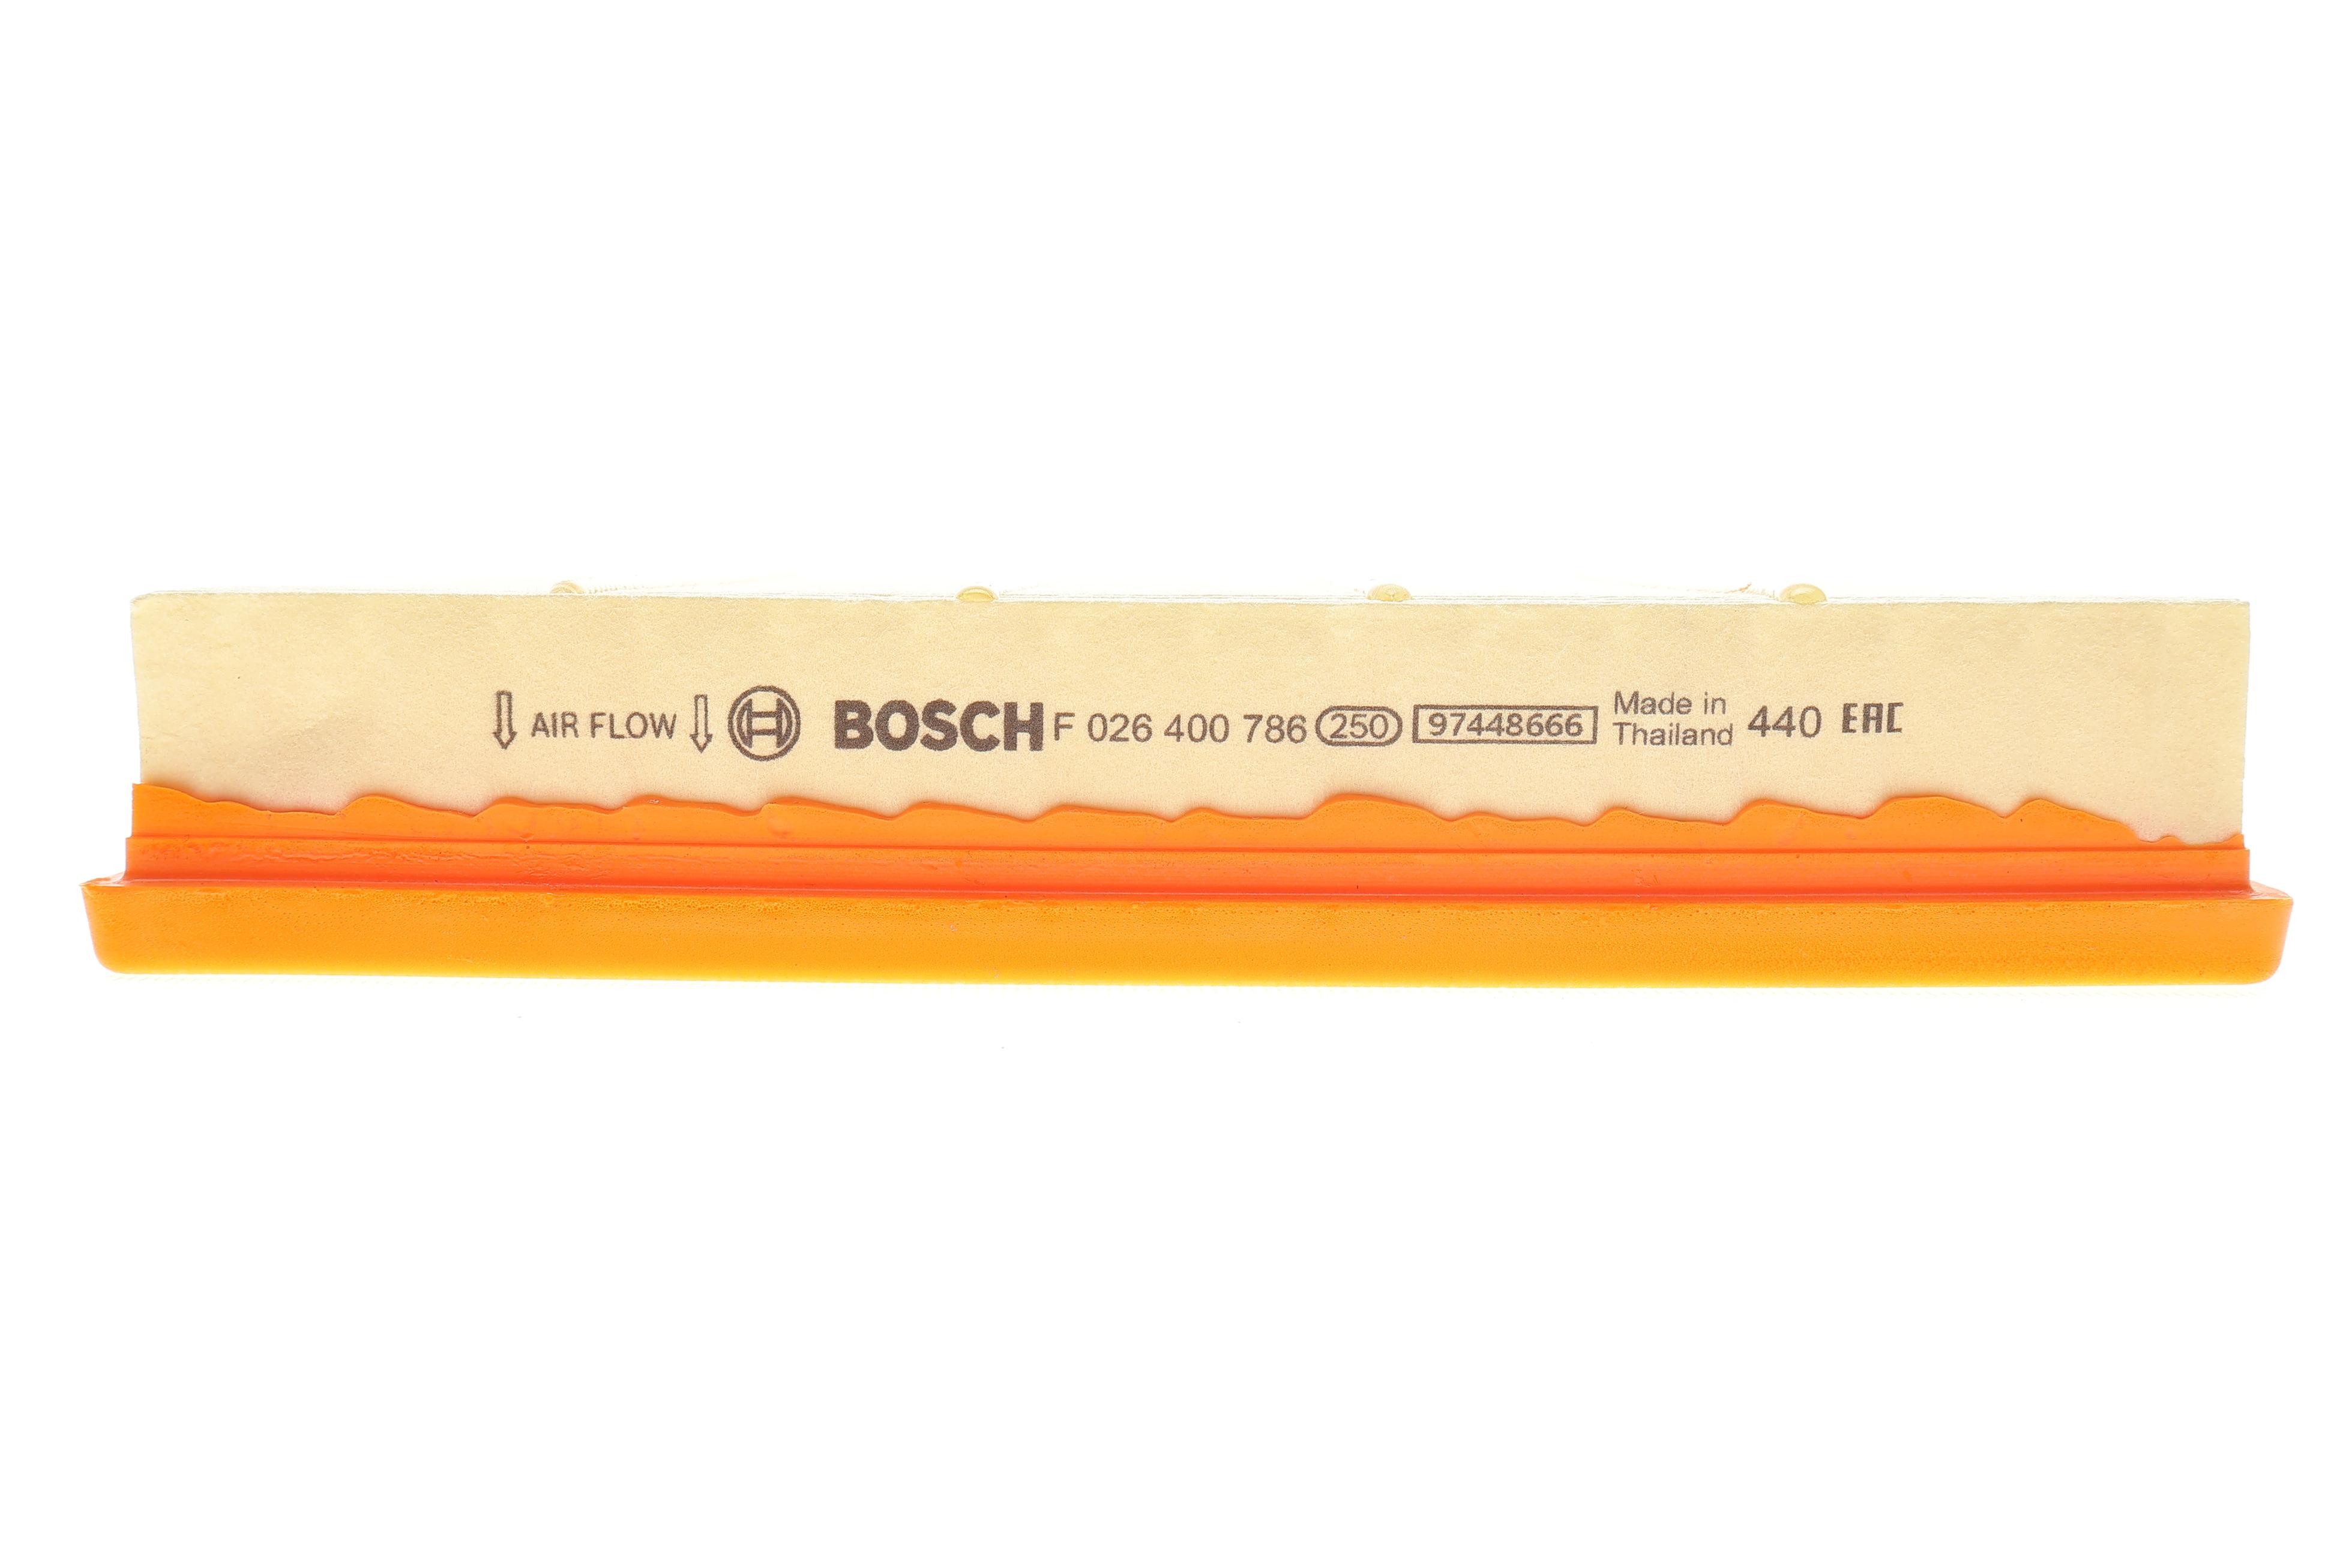 AIR FLOW BOSCH F 026 400 786 250 97448666 Made in
Thailand 440 EAC